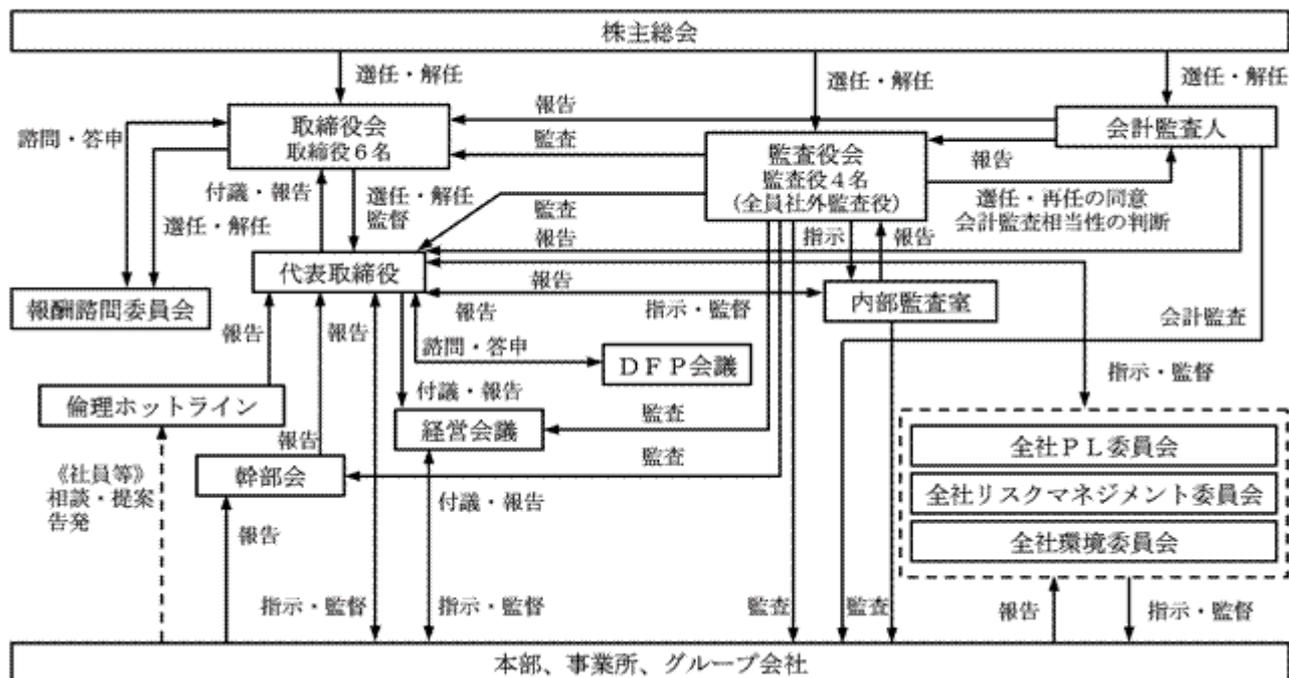 株主総会
選任・解任
選任・解任
選任・解任
報告
取締役会
取締役６名
会計監査人
諮問・答申
監査
監査役会
監査役４名
（全員社外監査役）
報告
付議・報告
選任・解任
監督
監査
選任・再任の同意
会計監査相当性の判断
選任・解任
報告
指示
報告
代表取締役
報告
内部監査室
報酬諮問委員会
報告
報告
報告
指示・監督
会計監査
諮問・答申
ＤＦＰ会議
指示・監督
倫理ホットライン
付議・報告
監査
経営会議
報告
全社ＰＬ委員会
《社員等》
相談・提案
告発
幹部会
監査
付議・報告
全社リスクマネジメント委員会
報告
全社環境委員会
指示・監督
指示・監督
監査
監査
報告
指示・監督
本部、事業所、グループ会社